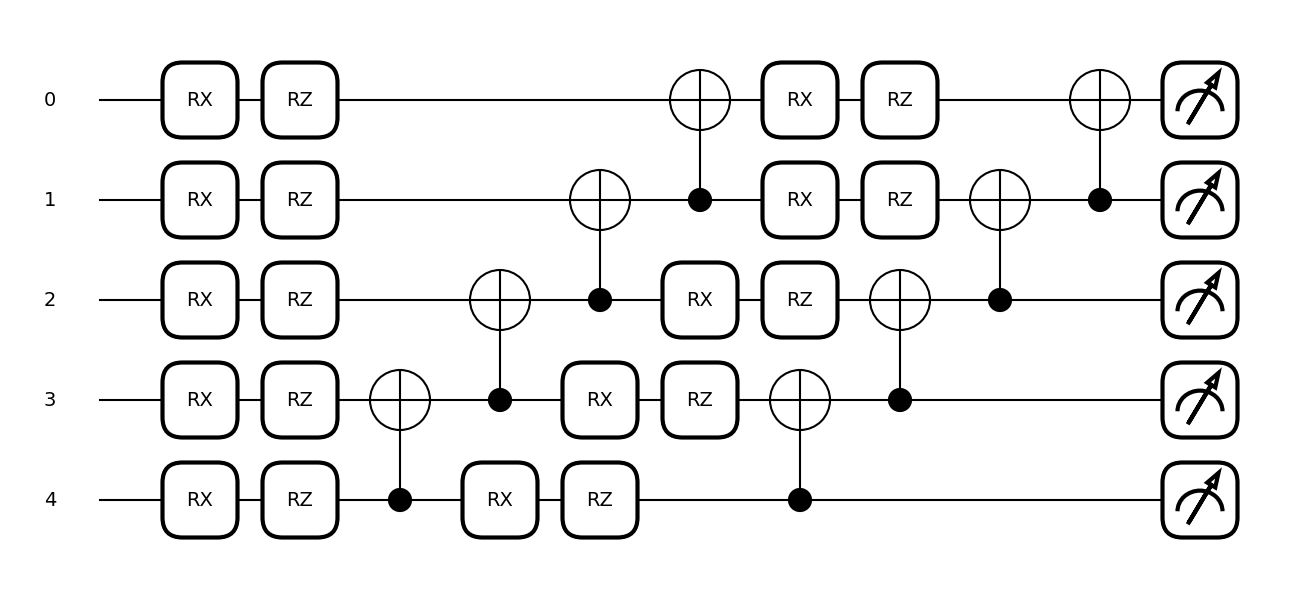 0 RX RZ RX RZ
1 RX RZ RX RZ
2 RX RZ RX RZ
3 RX RZ RX RZ
4 RX RZ RX RZ